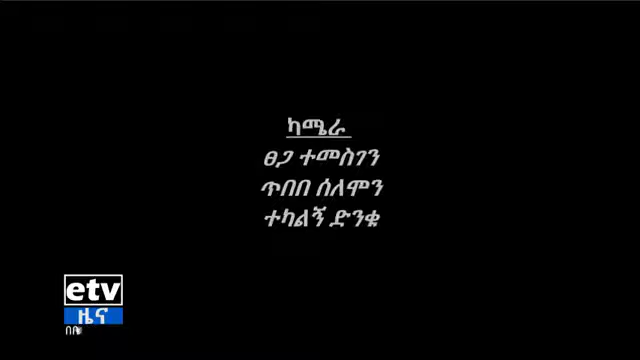 ካሜራ
ፀጋ ተመስገን
ጥበበ ሰለሞን
ተካልኝ ድንቁ
etv
ዜና